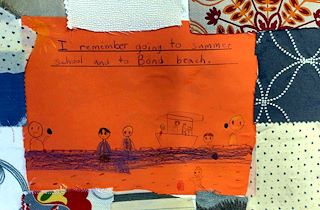 I remember going to summer
school and to Bond beach.